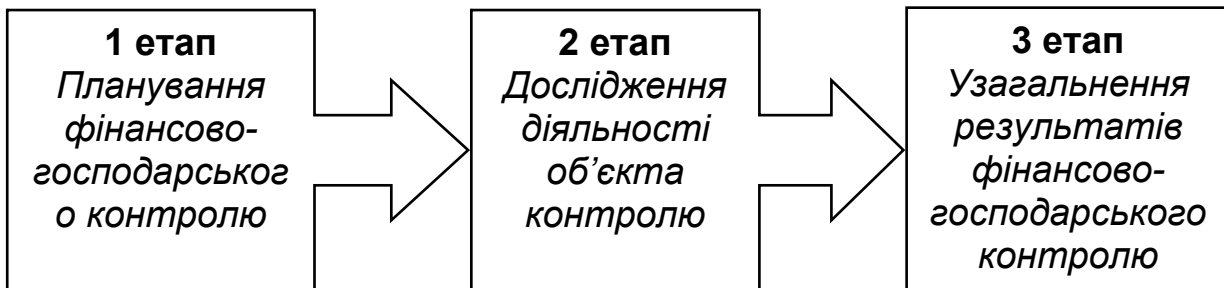 1 етап
Планування
фінансово-
господарськог
о контролю
2 етап
Дослідження
діяльності
об’єкта
контролю
3 етап
Узагальнення
результатів
фінансово-
господарського
контролю